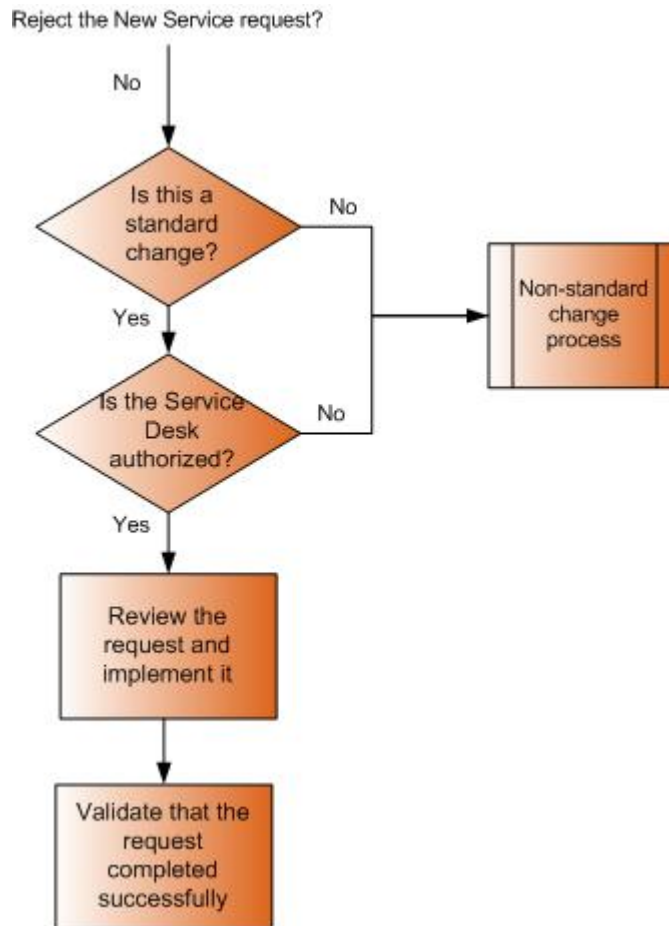 Reject the New Service request?
No
Is this a
standard
change?
No
Non-standard
change
process
Yes
Is the Service
Desk
authorized?
No
Yes
Review the
request and
implement it
Validate that the
request
completed
successfully